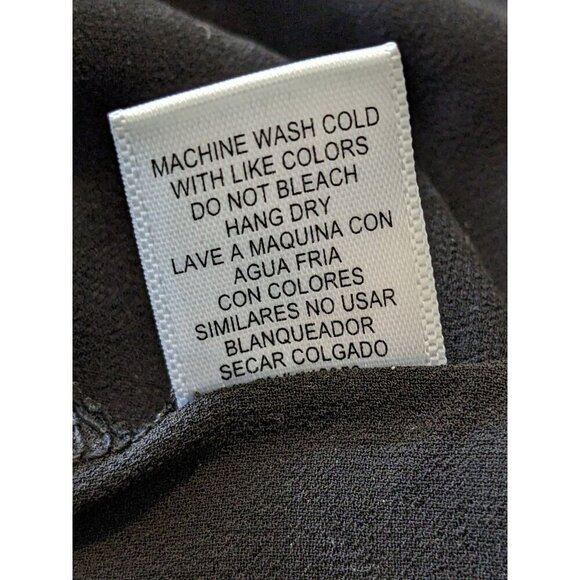 MACHINE WASH COLD
WITH LIKE COLORS
DO NOT BLEACH
HANG DRY
LAVE A MAQUINA CON
AGUA FRIA
CON COLORES
SIMILARES NO USAR
BLANQUEADOR
SECAR COLGADO